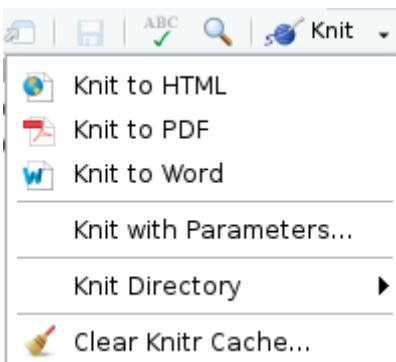 ABC
Knit
Knit to HTML
Knit to PDF
Knit to Word
Knit with Parameters...
Knit Directory
Clear Knitr Cache...